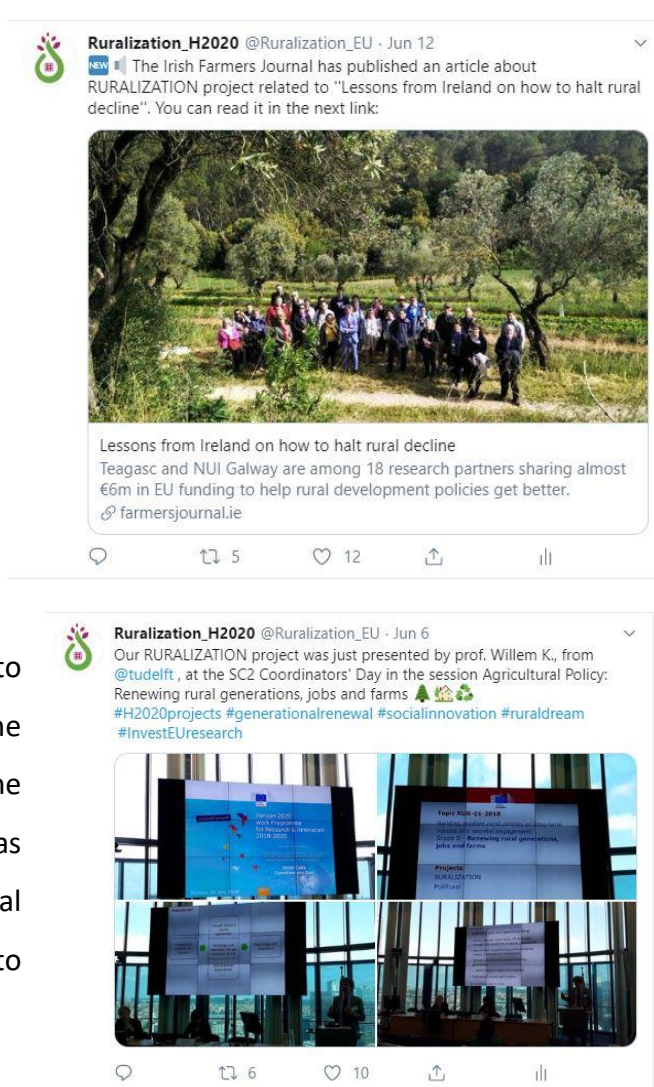 Ruralization_H2020 @Ruralization_EU · Jun 12
NEW The Irish Farmers Journal has published an article about
RURALIZATION project related to ''Lessons from Ireland on how to halt rural
decline''. You can read it in the next link:
Lessons from Ireland on how to halt rural decline
Teagasc and NUI Galway are among 18 research partners sharing almost
€6m in EU funding to help rural development policies get better.
farmersjournal.ie
5 12
to
ne
ne
as
al
to
Ruralization_H2020 @Ruralization_EU · Jun 6
Our RURALIZATION project was just presented by prof. Willem K., from
@tudelft , at the SC2 Coordinators' Day in the session Agricultural Policy:
Renewing rural generations, jobs and farms
#H2020projects #generationalrenewal #socialinnovation #ruraldream
#InvestEUresearch
Horizon 2020
Work Programme
for Research & Innovation
2018-2020
Topic RUR-01-2018
Renewing rural generations,
jobs and farms
Projects
RURALIZATION
PoliRural
6 10